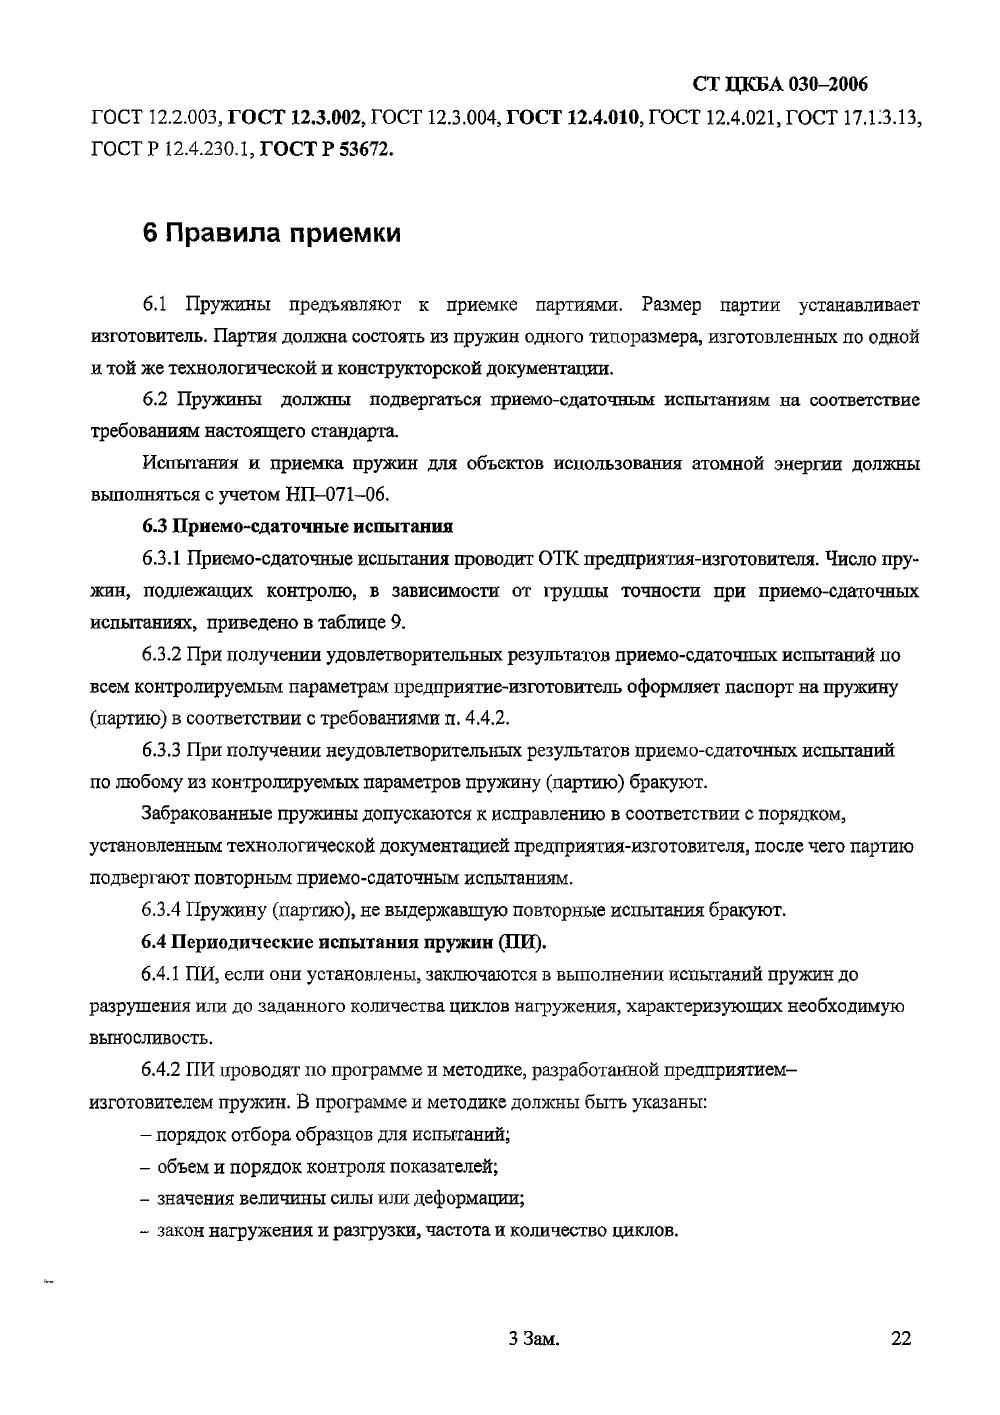 СТ ЦКБА 030–2006
ГОСТ 12.2.003, ГОСТ 12.3.002, ГОСТ 12.3.004, ГОСТ 12.4.010, ГОСТ 12.4.021, ГОСТ 17.1.3.13,
ГОСТ Р 12.4.230.1, ГОСТ Р 53672.
6 Правила приемки
6.1 Пружины предъявляют к приемке партиями. Размер партии устанавливает
изготовитель. Партия должна состоять из пружин одного типоразмера, изготовленных по одной
и той же технологической и конструкторской документации.
6.2 Пружины должны подвергаться приемо-сдаточным испытаниям на соответствие
требованиям настоящего стандарта.
Испытания и приемка пружин для объектов использования атомной энергии должны
выполняться с учетом НП–071–06.
6.3 Приемо-сдаточные испытания
6.3.1 Приемо-сдаточные испытания проводит ОТК предприятия-изготовителя. Число пру-
жин, подлежащих контролю, в зависимости от группы точности при приемо-сдаточных
испытаниях, приведено в таблице 9.
6.3.2 При получении удовлетворительных результатов приемо-сдаточных испытаний по
всем контролируемым параметрам предприятие-изготовитель оформляет паспорт на пружину
(партию) в соответствии с требованиями п. 4.4.2.
6.3.3 При получении неудовлетворительных результатов приемо-сдаточных испытаний
по любому из контролируемых параметров пружину (партию) бракуют.
Забракованные пружины допускаются к исправлению в соответствии с порядком,
установленным технологической документацией предприятия-изготовителя, после чего партию
подвергают повторным приемо-сдаточным испытаниям.
6.3.4 Пружину (партию), не выдержавшую повторные испытания бракуют.
6.4 Периодические испытания пружин (ПИ).
6.4.1 ПИ, если они установлены, заключаются в выполнении испытаний пружин до
разрушения или до заданного количества циклов нагружения, характеризующих необходимую
выносливость.
6.4.2 ПИ проводят по программе и методике, разработанной предприятием–
изготовителем пружин. В программе и методике должны быть указаны:
– порядок отбора образцов для испытаний;
– объем и порядок контроля показателей;
– значения величины силы или деформации;
– закон нагружения и разгрузки, частота и количество циклов.
3 Зам.
22